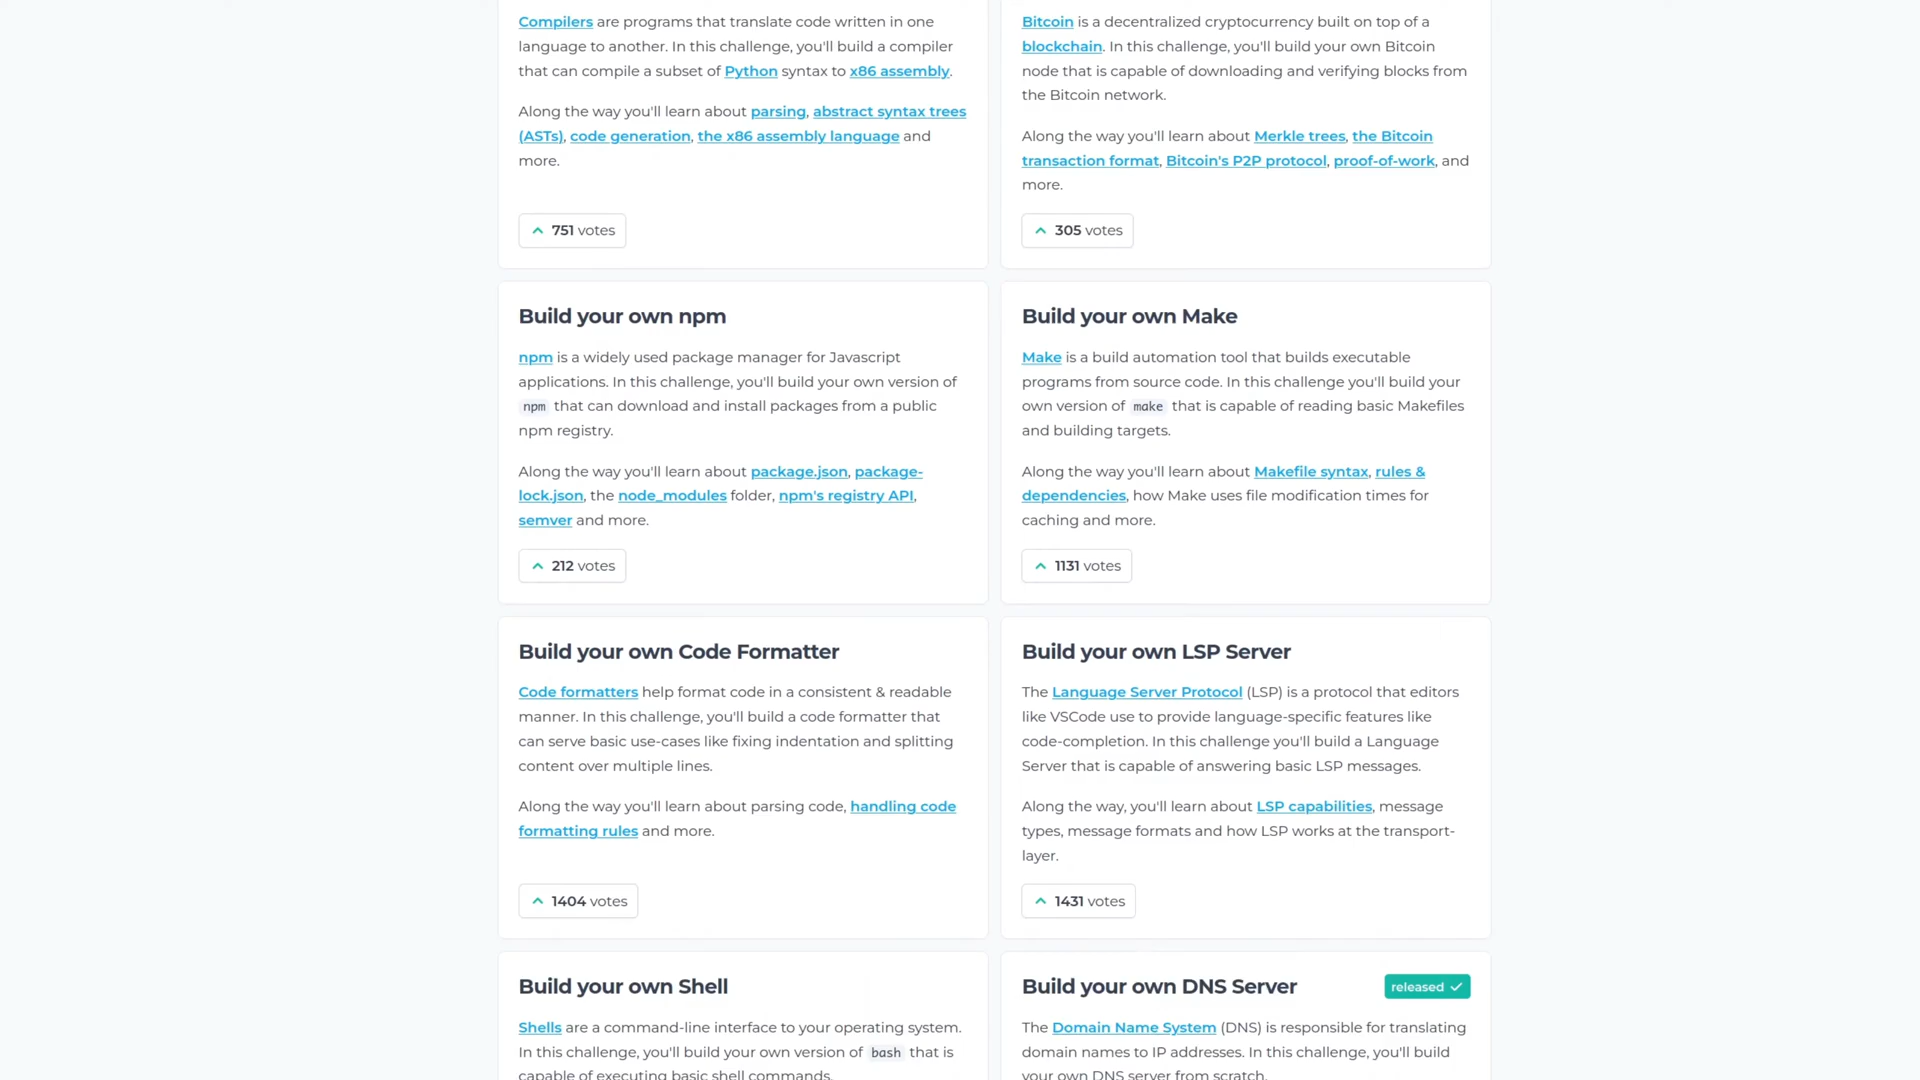 Compilers are programs that translate code written in one
language to another. In this challenge, you'll build a compiler
that can compile a subset of Python syntax to x86 assembly.
Along the way you'll learn about parsing, abstract syntax trees
(ASTs), code generation, the x86 assembly language and
more.
751 votes
Bitcoin is a decentralized cryptocurrency built on top of a
blockchain. In this challenge, you'll build your own Bitcoin
node that is capable of downloading and verifying blocks from
the Bitcoin network.
Along the way you'll learn about Merkle trees, the Bitcoin
transaction format, Bitcoin's P2P protocol, proof-of-work, and
more.
305 votes
Build your own npm
npm is a widely used package manager for Javascript
applications. In this challenge, you'll build your own version of
npm that can download and install packages from a public
npm registry.
Along the way you'll learn about package.json, package-
lock.json, the node_modules folder, npm's registry API,
semver and more.
212 votes
Build your own Make
Make is a build automation tool that builds executable
programs from source code. In this challenge you'll build your
own version of make that is capable of reading basic Makefiles
and building targets.
Along the way you'll learn about Makefile syntax, rules &
dependencies, how Make uses file modification times for
caching and more.
1131 votes
Build your own Code Formatter
Code formatters help format code in a consistent & readable
manner. In this challenge, you'll build a code formatter that
can serve basic use-cases like fixing indentation and splitting
content over multiple lines.
Along the way you'll learn about parsing code, handling code
formatting rules and more.
1404 votes
Build your own LSP Server
The Language Server Protocol (LSP) is a protocol that editors
like VSCode use to provide language-specific features like
code-completion. In this challenge you'll build a Language
Server that is capable of answering basic LSP messages.
Along the way, you'll learn about LSP capabilities, message
types, message formats and how LSP works at the transport-
layer.
1431 votes
Build your own Shell
Shells are a command-line interface to your operating system.
In this challenge, you'll build your own version of bash that is
capable of executing basic shell commands.
Build your own DNS Server
released
The Domain Name System (DNS) is responsible for translating
domain names to IP addresses. In this challenge, you'll build
your own DNS server from scratch.